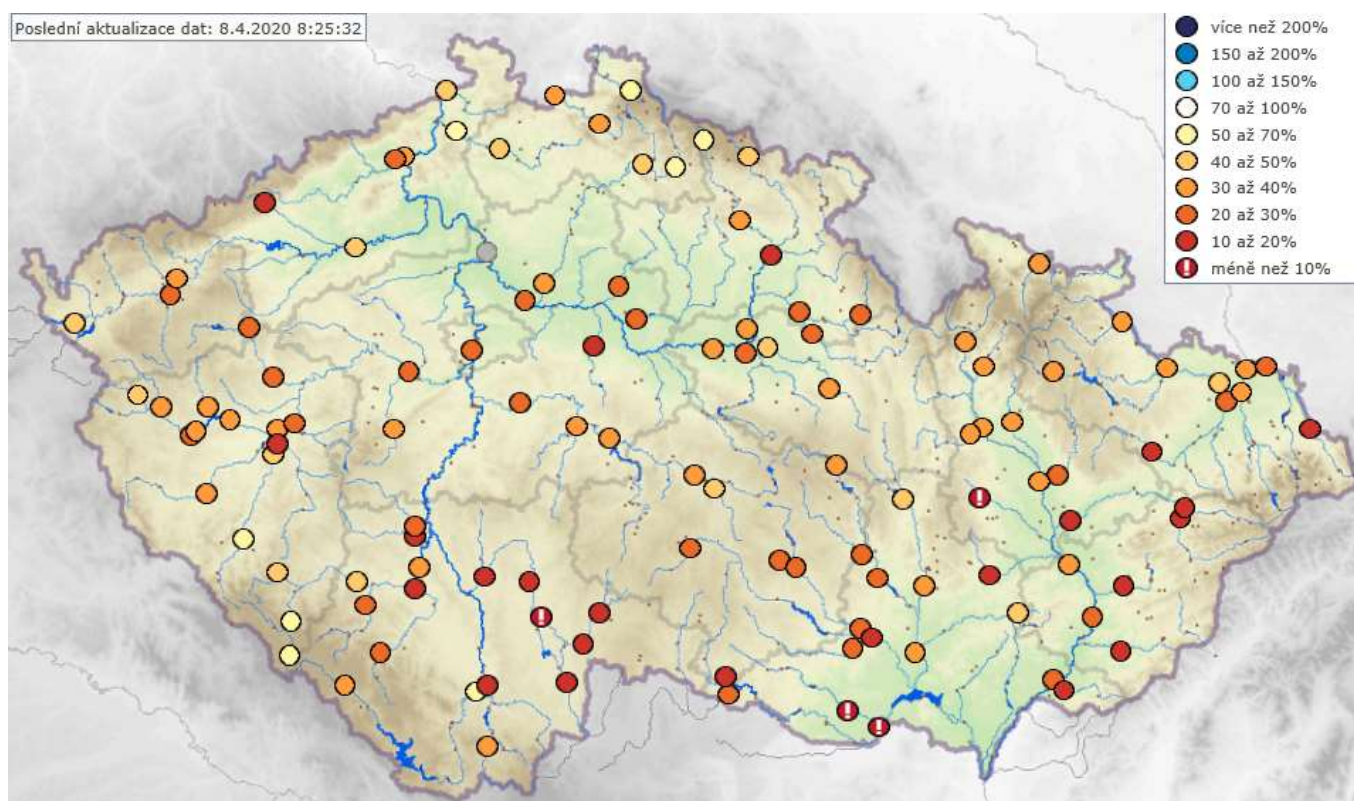 Poslední aktualizace dat: 8.4.2020 8:25:32
více než 200%
150 až 200%
100 až 150%
70 až 100%
50 až 70%
40 až 50%
30 až 40%
20 až 30%
10 až 20%
! méně než 10%
!
!
!
!